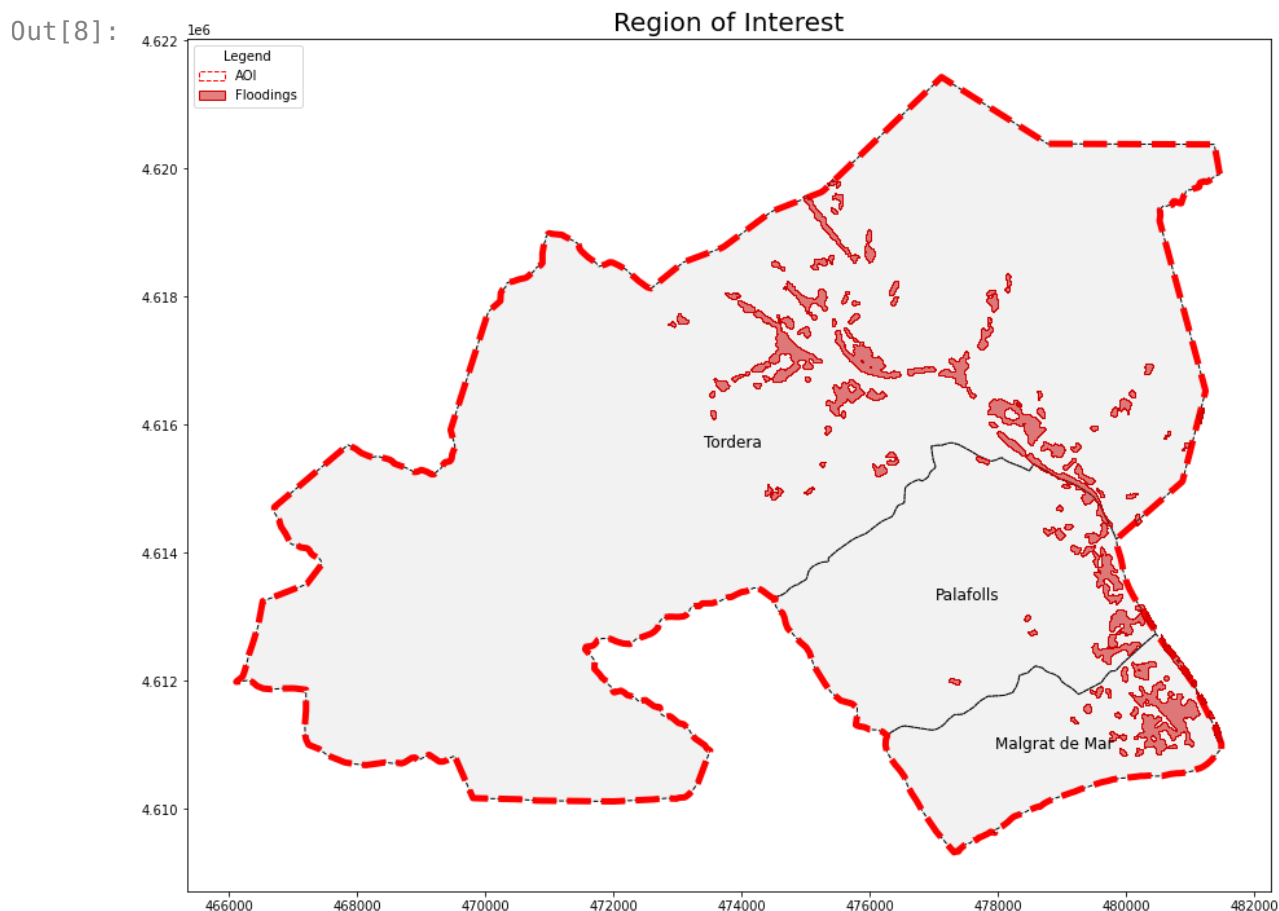 Out[8]:
Region of Interest
1e6
Legend
AOI
Floodings
4.622
4.620
4.618
4.616
4.614
4.612
4.610
Tordera
Palafolls
Malgrat de Mar
466000 468000 470000 472000 474000 476000 478000 480000 482000